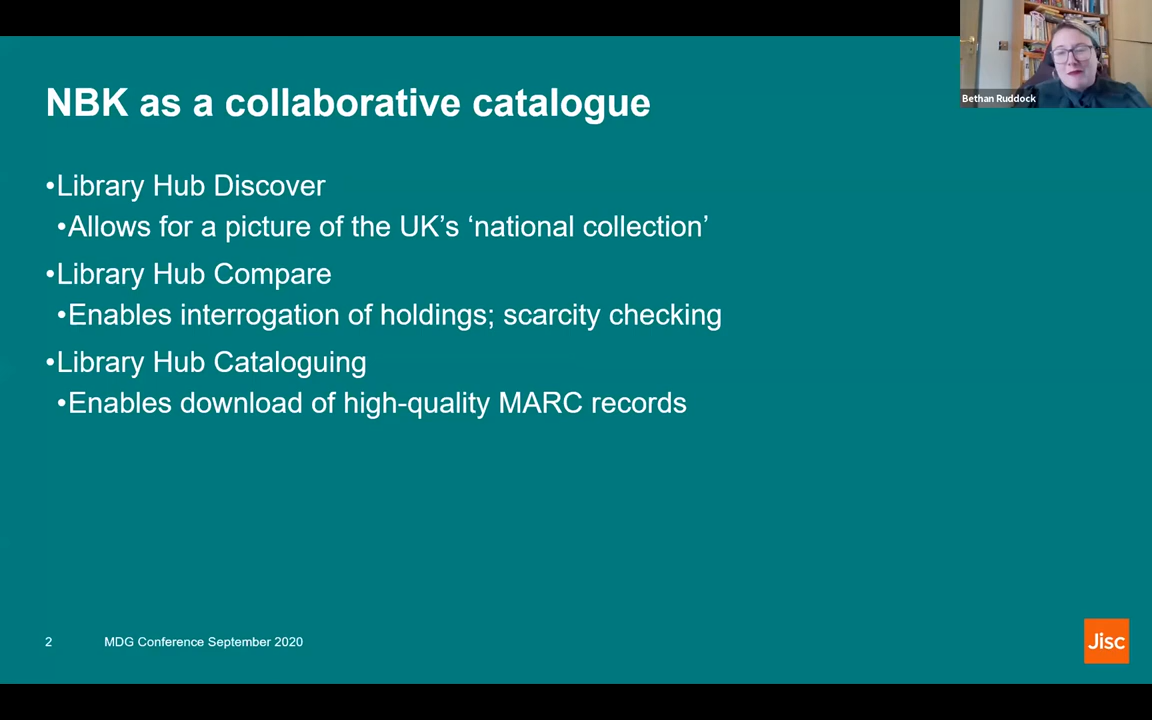 Bethan Ruddock
NBK as a collaborative catalogue
•Library Hub Discover
•Allows for a picture of the UK’s ‘national collection’
•Library Hub Compare
•Enables interrogation of holdings; scarcity checking
•Library Hub Cataloguing
•Enables download of high-quality MARC records
2 MDG Conference September 2020
Jisc